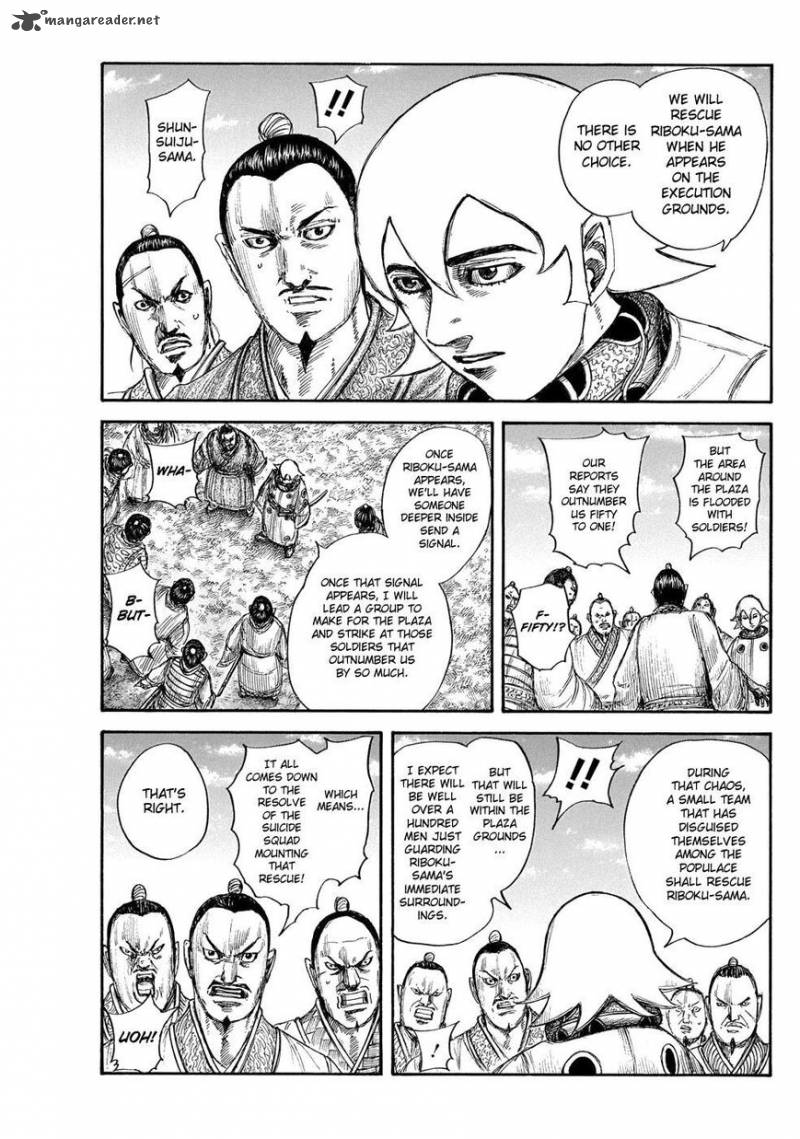 mangareader.net
WE WILL
RESCUE
RIBOKU-SAMA
WHEN HE
APPEARS
ON THE
EXECUTION
GROUNDS.
THERE IS
NO OTHER
CHOICE.
!!
SHUN-
SUIJU-
SAMA.
BUT
THE AREA
AROUND
THE PLAZA
IS FLOODED
WITH
SOLDIERS!
OUR
REPORTS
SAY THEY
OUTNUMBER
US FIFTY
TO ONE!
F-
FIFTY!?
ONCE
RIBOKU-SAMA
APPEARS,
WE'LL HAVE
SOMEONE
DEEPER INSIDE
SEND A
SIGNAL.
ONCE THAT SIGNAL
APPEARS, I WILL
LEAD A GROUP TO
MAKE FOR THE PLAZA
AND STRIKE AT THOSE
SOLDIERS THAT
OUTNUMBER US
BY SO MUCH.
WHA-
B-
BUT-
DURING
THAT CHAOS,
A SMALL TEAM
THAT HAS
DISGUISED
THEMSELVES
AMONG THE
POPULACE
SHALL RESCUE
RIBOKU-SAMA.
!!
BUT
THAT WILL
STILL BE
WITHIN THE
PLAZA
GROUNDS
...
I EXPECT
THERE WILL
BE WELL
OVER A
HUNDRED
MEN JUST
GUARDING
RIBOKU-
SAMA'S
IMMEDIATE
SURROUND-
INGS.
!
WHICH
MEANS...
IT ALL
COMES DOWN
TO THE
RESOLVE
OF THE
SUICIDE
SQUAD
MOUNTING
THAT
RESCUE!
THAT'S
RIGHT.
UOH!